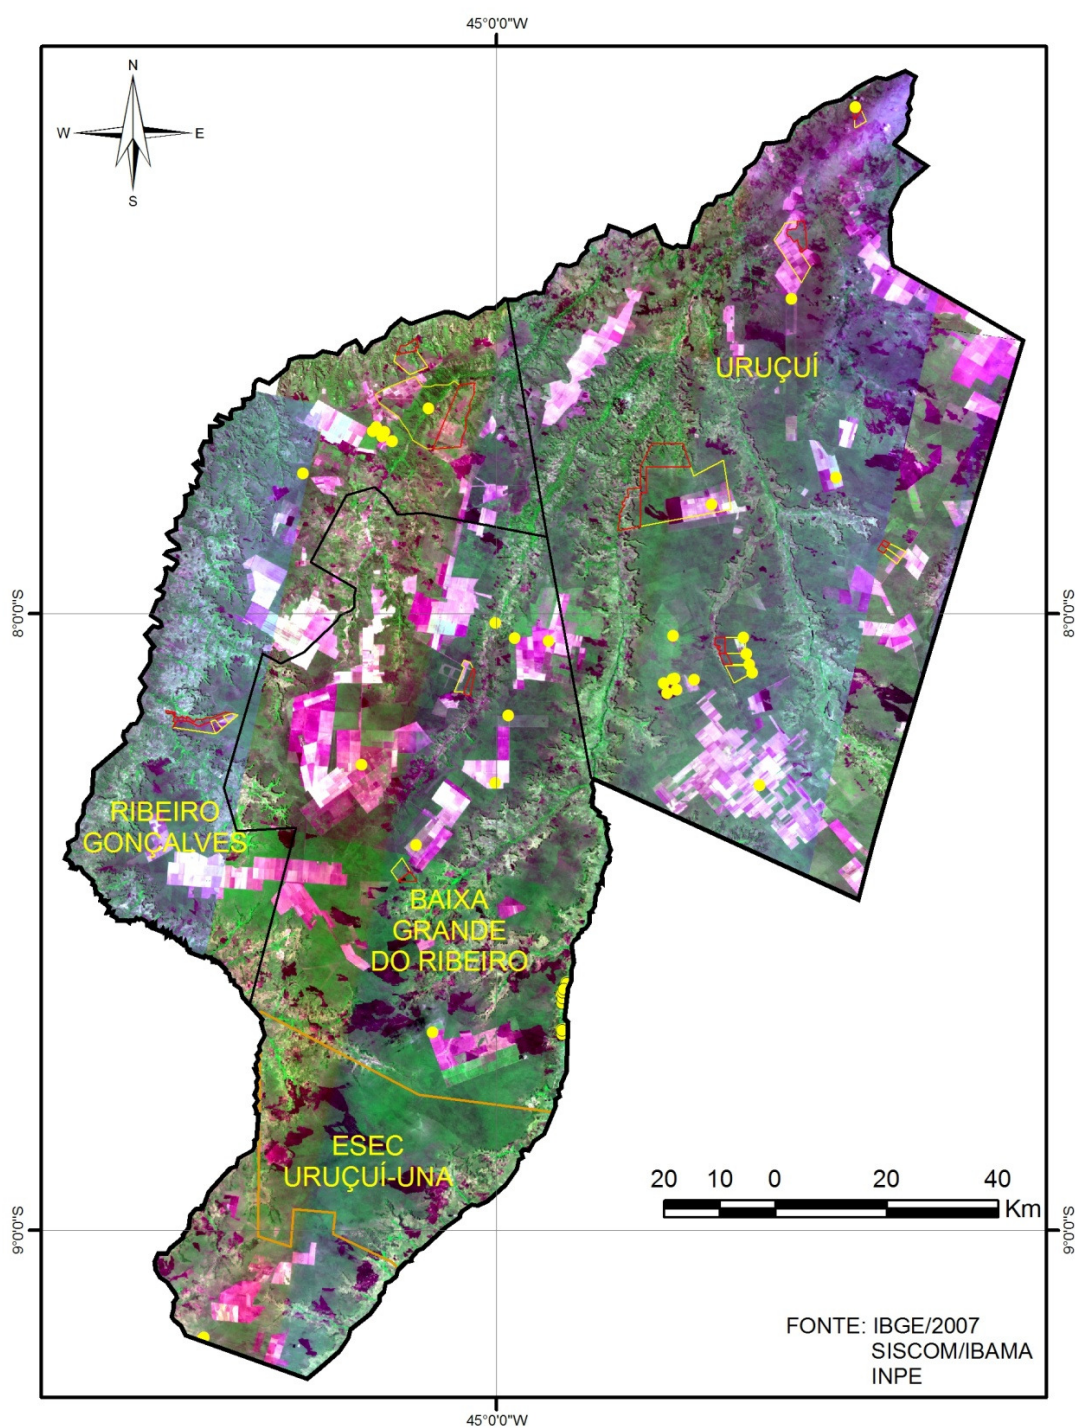 45°0'0"W
N
W E
S
URUÇUÍ
8°0'0"S 8°0'0"S
RIBEIRO
GONÇALVES
BAIXA
GRANDE
DO RIBEIRO
ESEC
URUÇUÍ-UNA
20 10 0 20 40
Km
9°0'0"S 9°0'0"S
FONTE: IBGE/2007
SISCOM/IBAMA
INPE
45°0'0"W